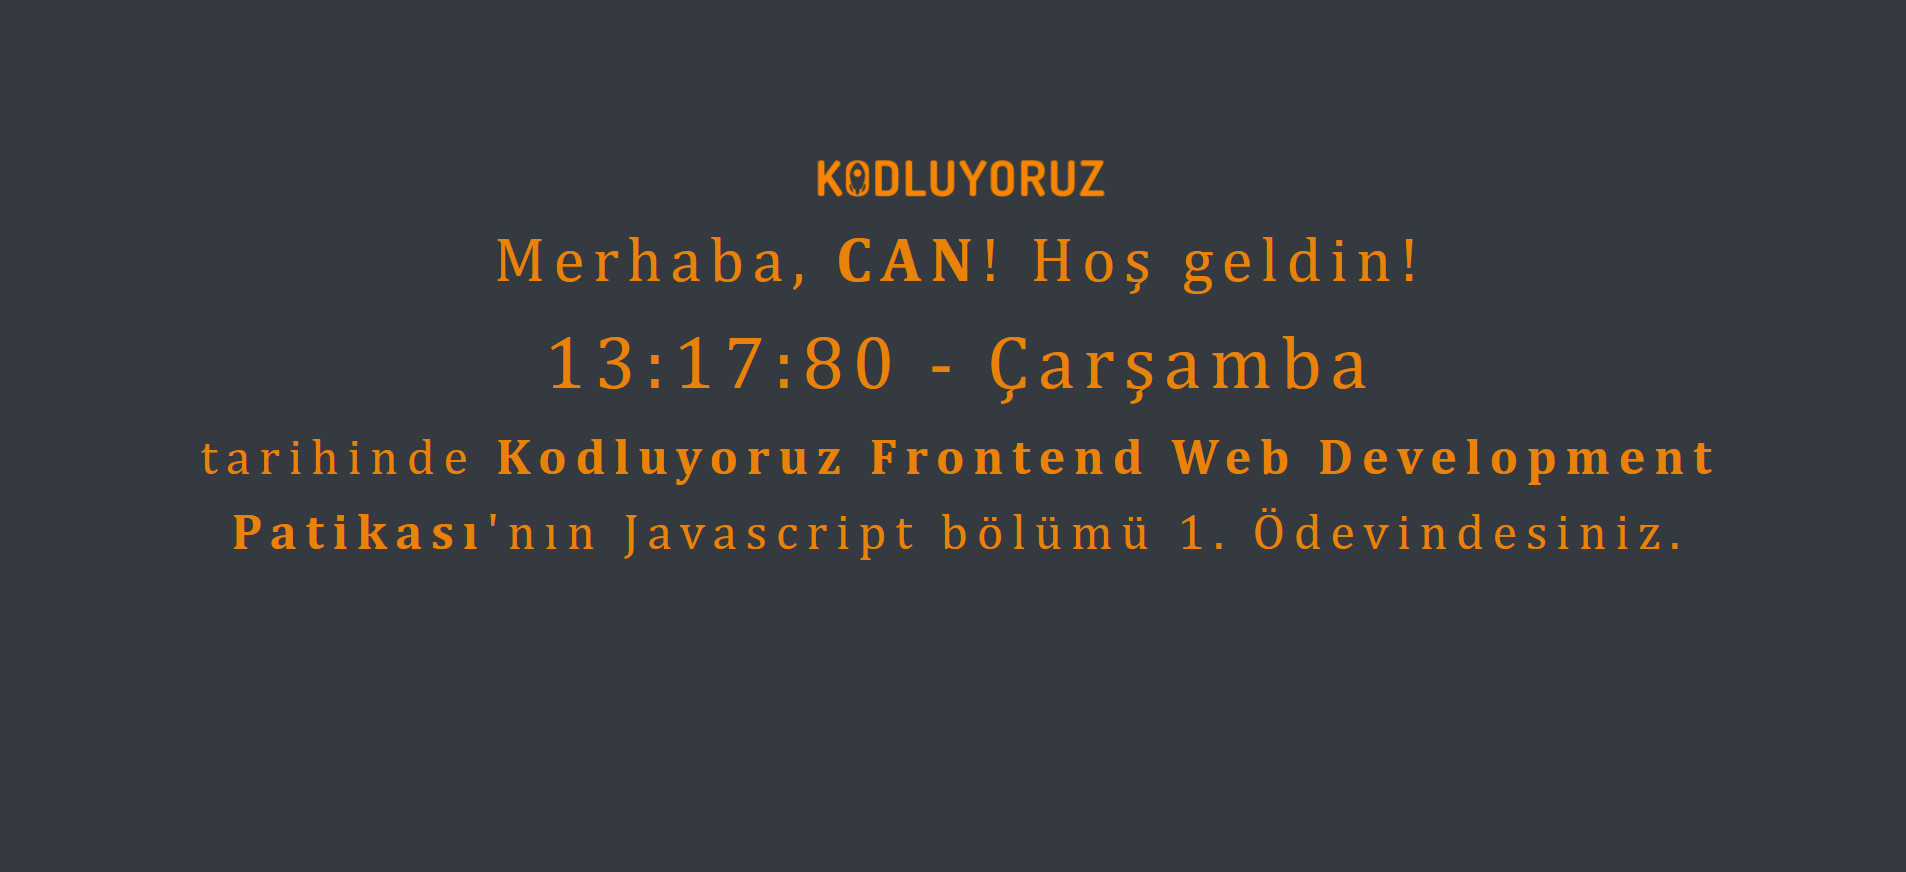 KODLUYORUZ
Merhaba, CAN! Hoş geldin!
13:17:80 - Çarşamba
tarihinde Kodluyoruz Frontend Web Development
Patikası'nın Javascript bölümü 1. Ödevindesiniz.